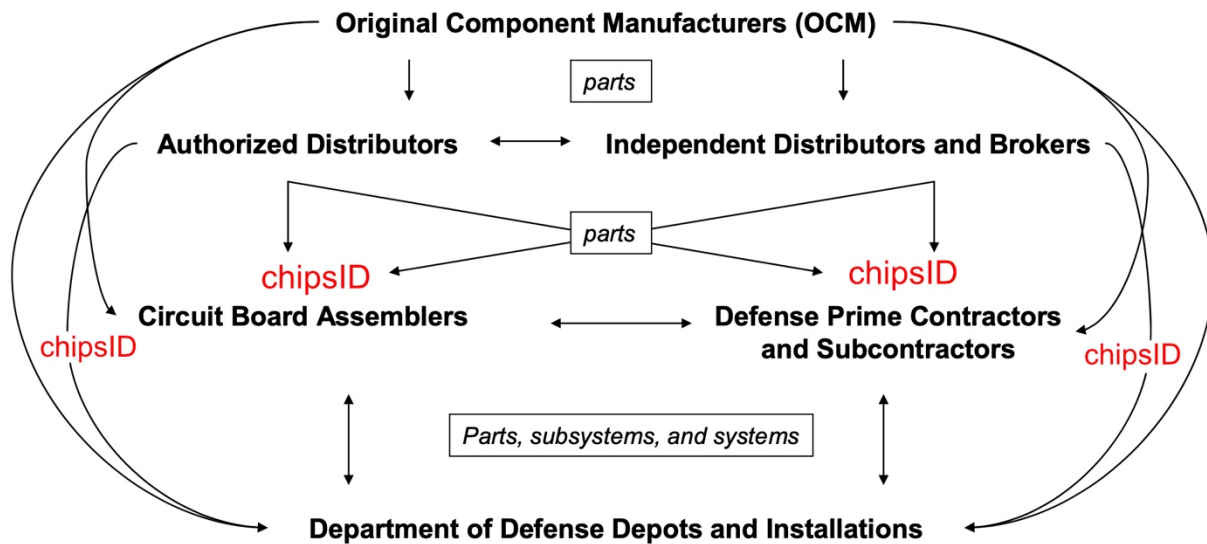 Original Component Manufacturers (OCM)
parts
Authorized Distributors
Independent Distributors and Brokers
parts
chipsID
chipsID
Circuit Board Assemblers
Defense Prime Contractors
and Subcontractors
chipsID
chipsID
Parts, subsystems, and systems
Department of Defense Depots and Installations